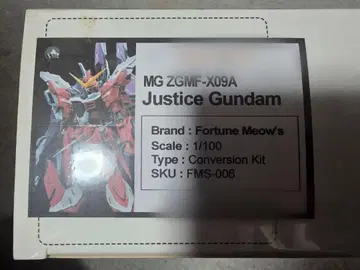 MG ZGMF-X09A
Justice Gundam
Brand : Fortune Meow's
Scale : 1/100
Type : Conversion Kit
SKU : FMS-006